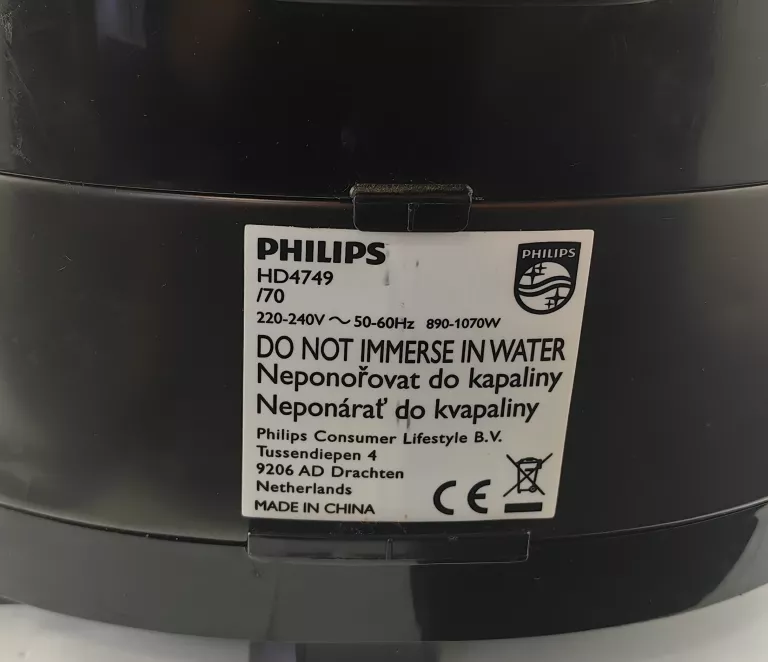 PHILIPS
PHILIPS
HD4749
/70
220-240V ~ 50-60Hz 890-1070W
DO NOT IMMERSE IN WATER
Neponořovat do kapaliny
Neponárať do kvapaliny
Philips Consumer Lifestyle B.V.
Tussendiepen 4
9206 AD Drachten
Netherlands
MADE IN CHINA
CE